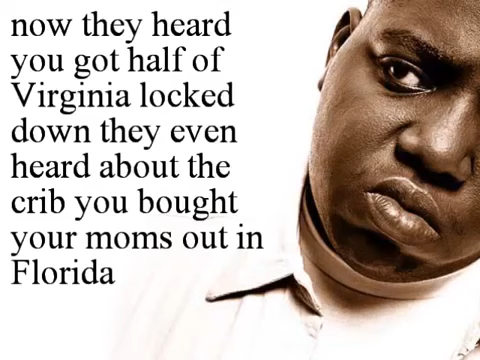 now they heard
you got half of
Virginia locked
down they even
heard about the
crib you bought
your moms out in
Florida